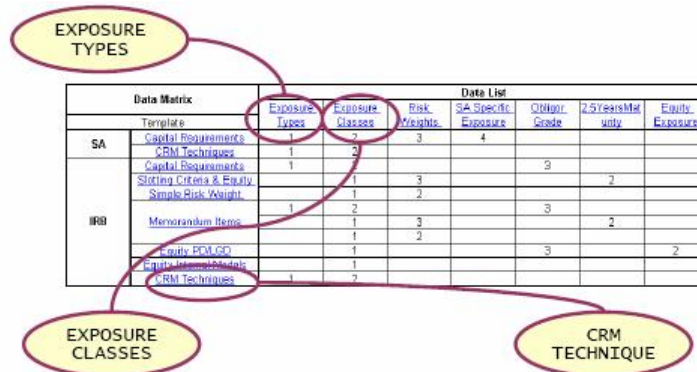 EXPOSURE
TYPES
Data Matrix Data List
Template Exposure Types Exposure Classes Risk Weights SA Specific Exposure Obligor Grade 2.5YearsMaturity Equity Exposure
SA Capital Requirements 1 2 3 4
CRM Techniques 1 2
IRB Capital Requirements 1 3
Slotting Criteria & Equity 1 3 2
Simple Risk Weight 1 2
1 2 3
Memorandum Items 1 3 2
1 2
Equity PD/LGD 1 3 2
Equity Internal Models 1
CRM Techniques 1 2
EXPOSURE
CLASSES
CRM
TECHNIQUE